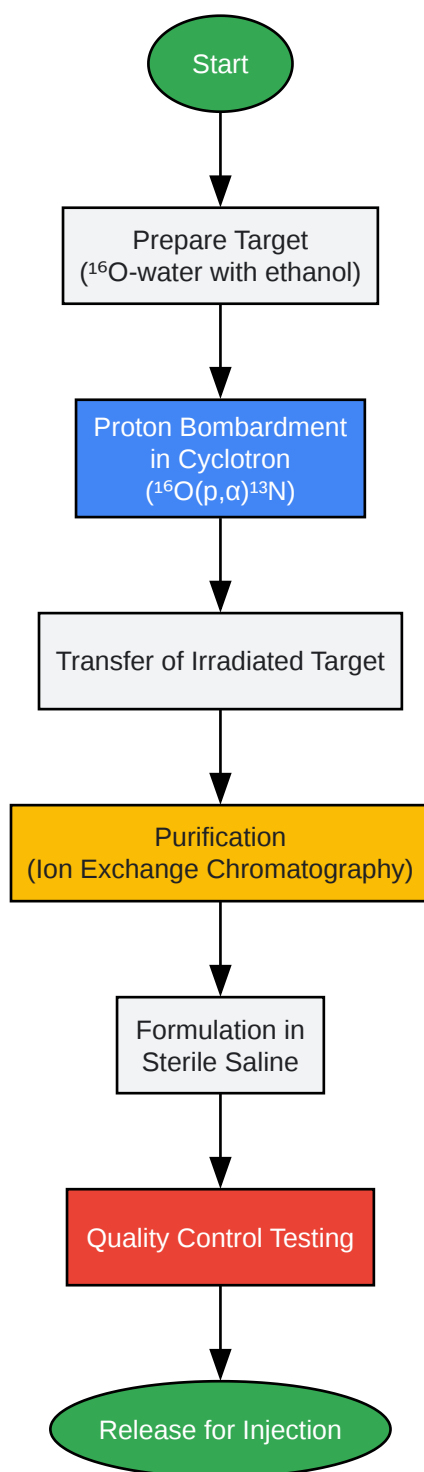 Start
Prepare Target
(¹⁶O-water with ethanol)
Proton Bombardment
in Cyclotron
(¹⁶O(p,α)¹³N)
Transfer of Irradiated Target
Purification
(Ion Exchange Chromatography)
Formulation in
Sterile Saline
Quality Control Testing
Release for Injection